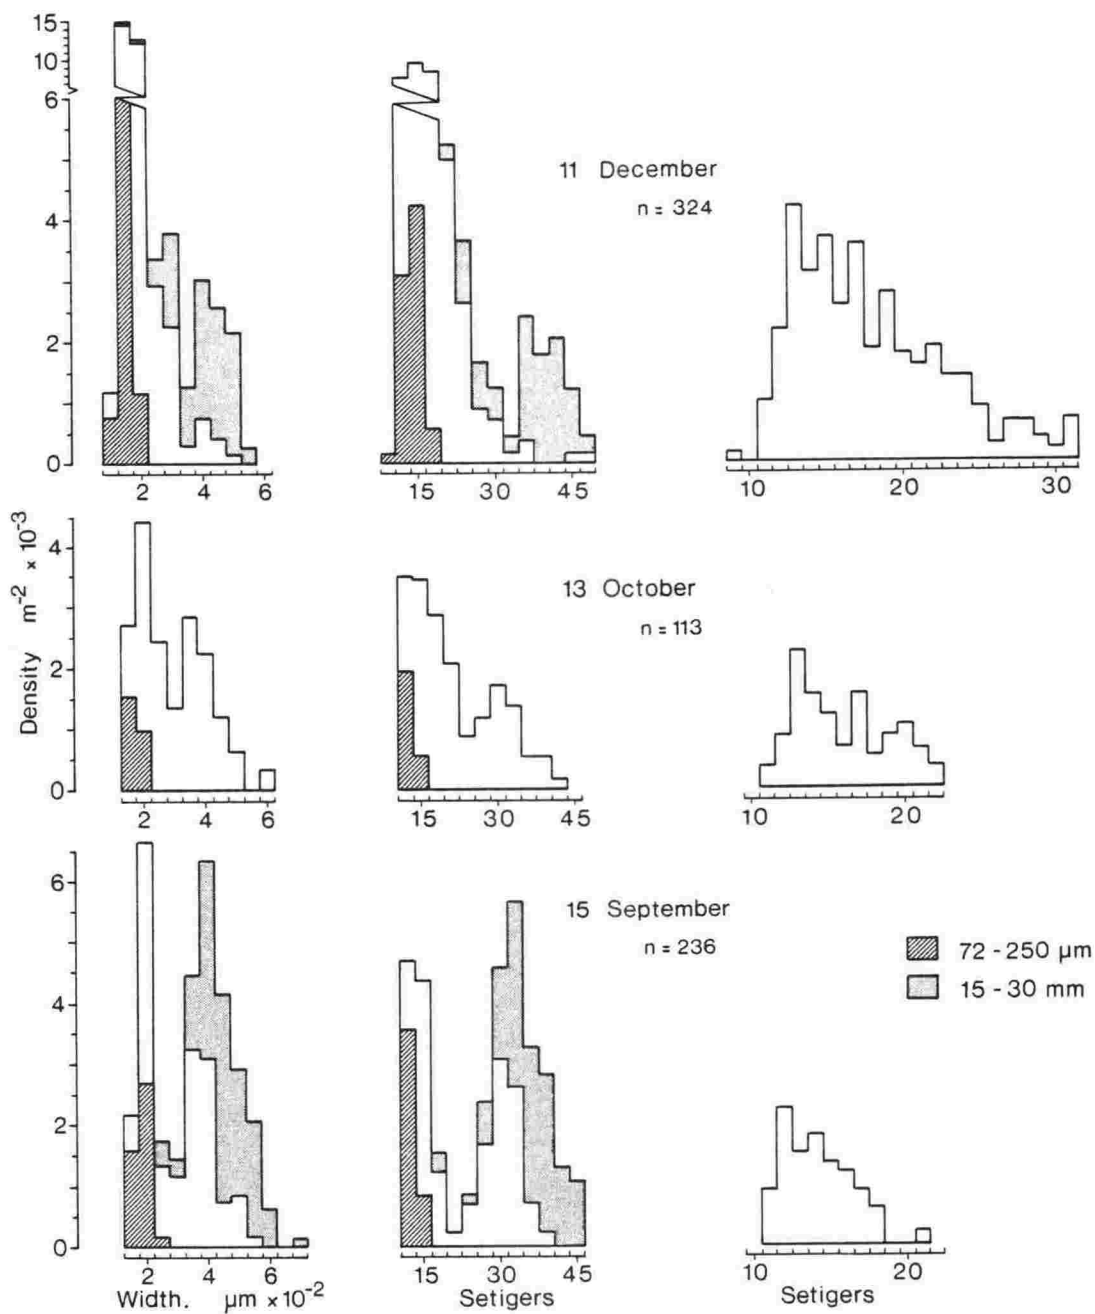 15
10
6
4
2
0
11 December
n = 324
2 4 6
15 30 45
10 20 30
Density m⁻² × 10⁻³
4
2
0
13 October
n = 113
2 4 6
15 30 45
10 20
6
4
2
0
15 September
n = 236
72 - 250 µm
15 - 30 mm
2 4 6
15 30 45
10 20
Width. µm ×10⁻²
Setigers
Setigers